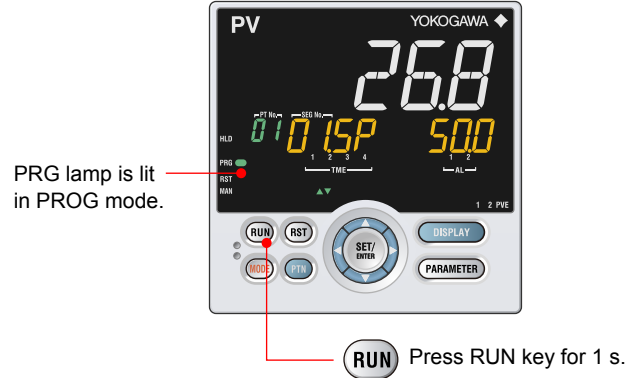 PV YOKOGAWA
26.8
PT No. SEG No.
01 01.SP 50.0
HLD
1 2 3 4 1 2
PRG TME AL
RST
MAN
1 2 PVE
PRG lamp is lit
in PROG mode.
RUN RST SET/ DISPLAY
ENTER
MODE PTN PARAMETER
RUN Press RUN key for 1 s.